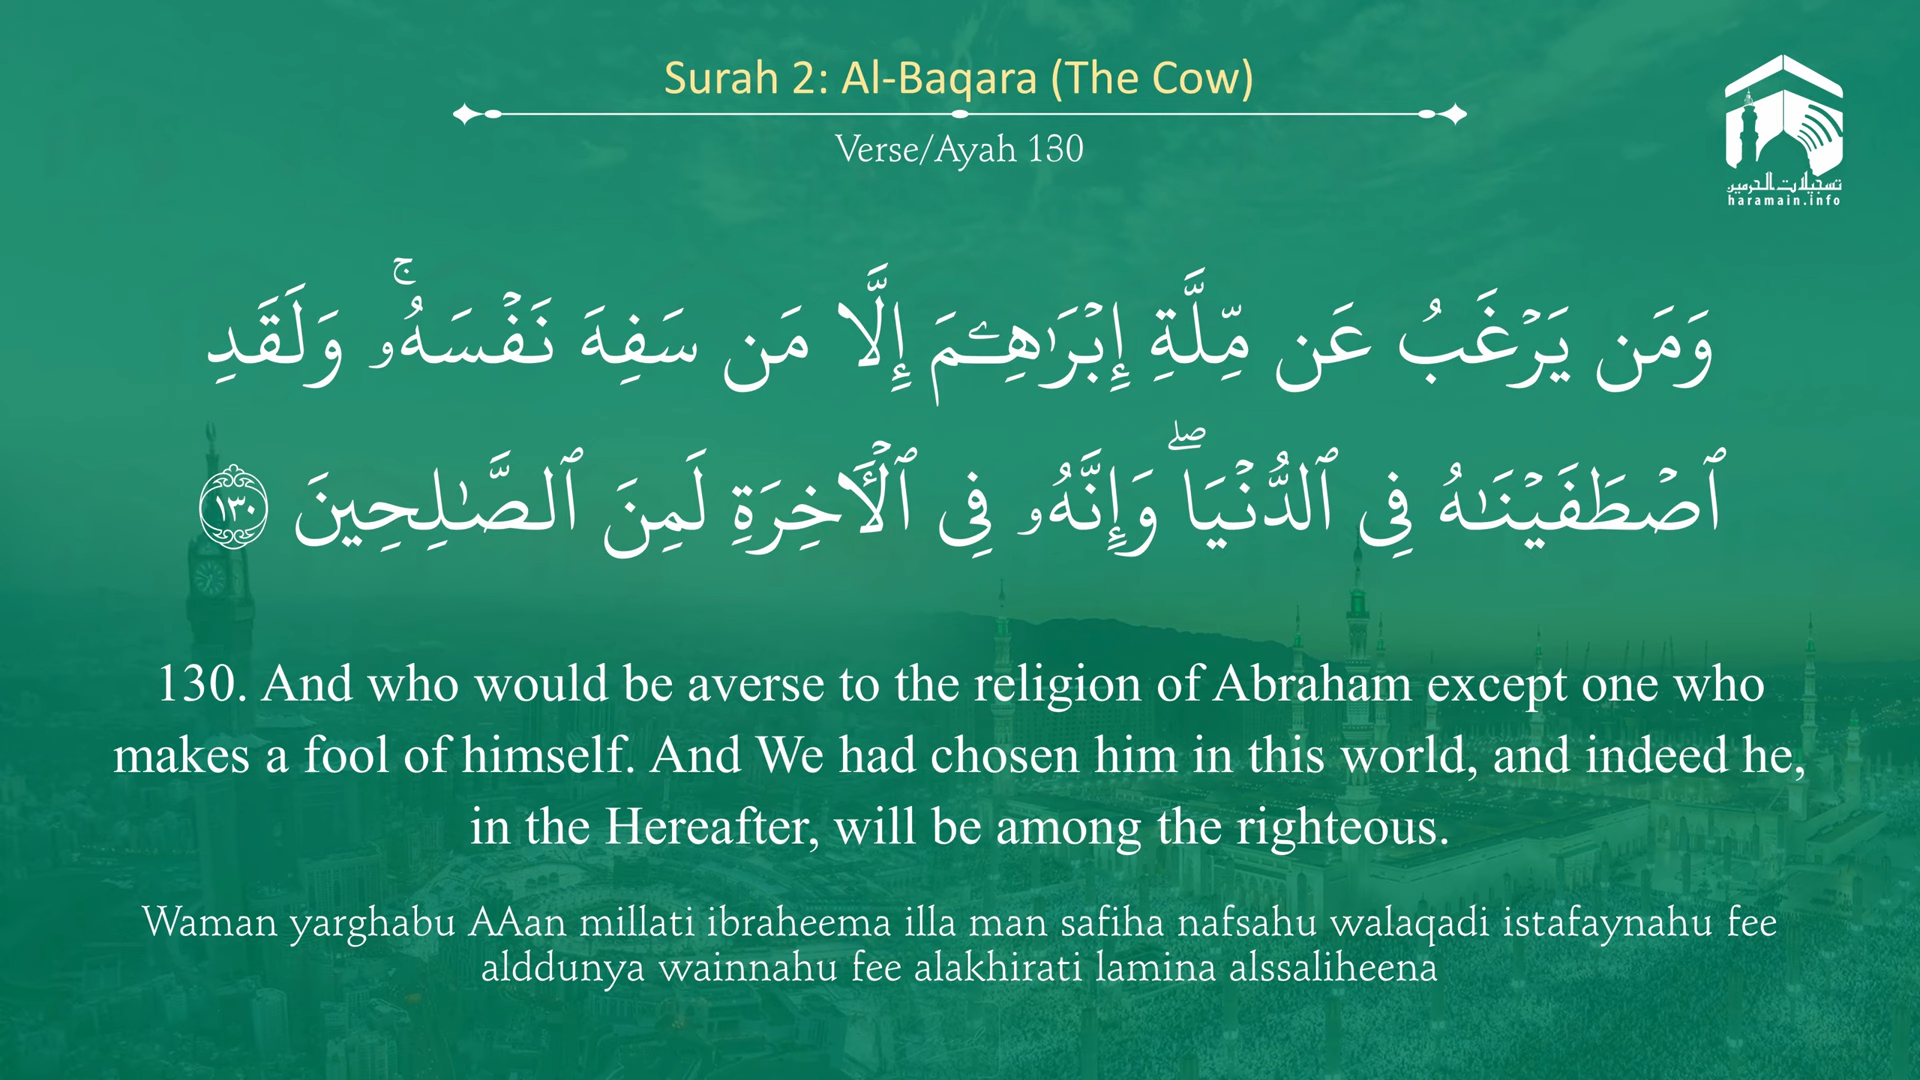 Surah 2: Al-Baqara (The Cow)
Verse/Ayah 130
تسجيلات الحرمين
haramain.info
وَمَن يَرْغَبُ عَن مِّلَّةِ إِبْرَٰهِـۧمَ إِلَّا مَن سَفِهَ نَفْسَهُۥ ۚ وَلَقَدِ
ٱصْطَفَيْنَـٰهُ فِى ٱلدُّنْيَا ۖ وَإِنَّهُۥ فِى ٱلْـَٔاخِرَةِ لَمِنَ ٱلصَّـٰلِحِينَ ١٣٠
130. And who would be averse to the religion of Abraham except one who
makes a fool of himself. And We had chosen him in this world, and indeed he,
in the Hereafter, will be among the righteous.
Waman yarghabu AAan millati ibraheema illa man safiha nafsahu walaqadi istafaynahu fee
alddunya wainnahu fee alakhirati lamina alssaliheena